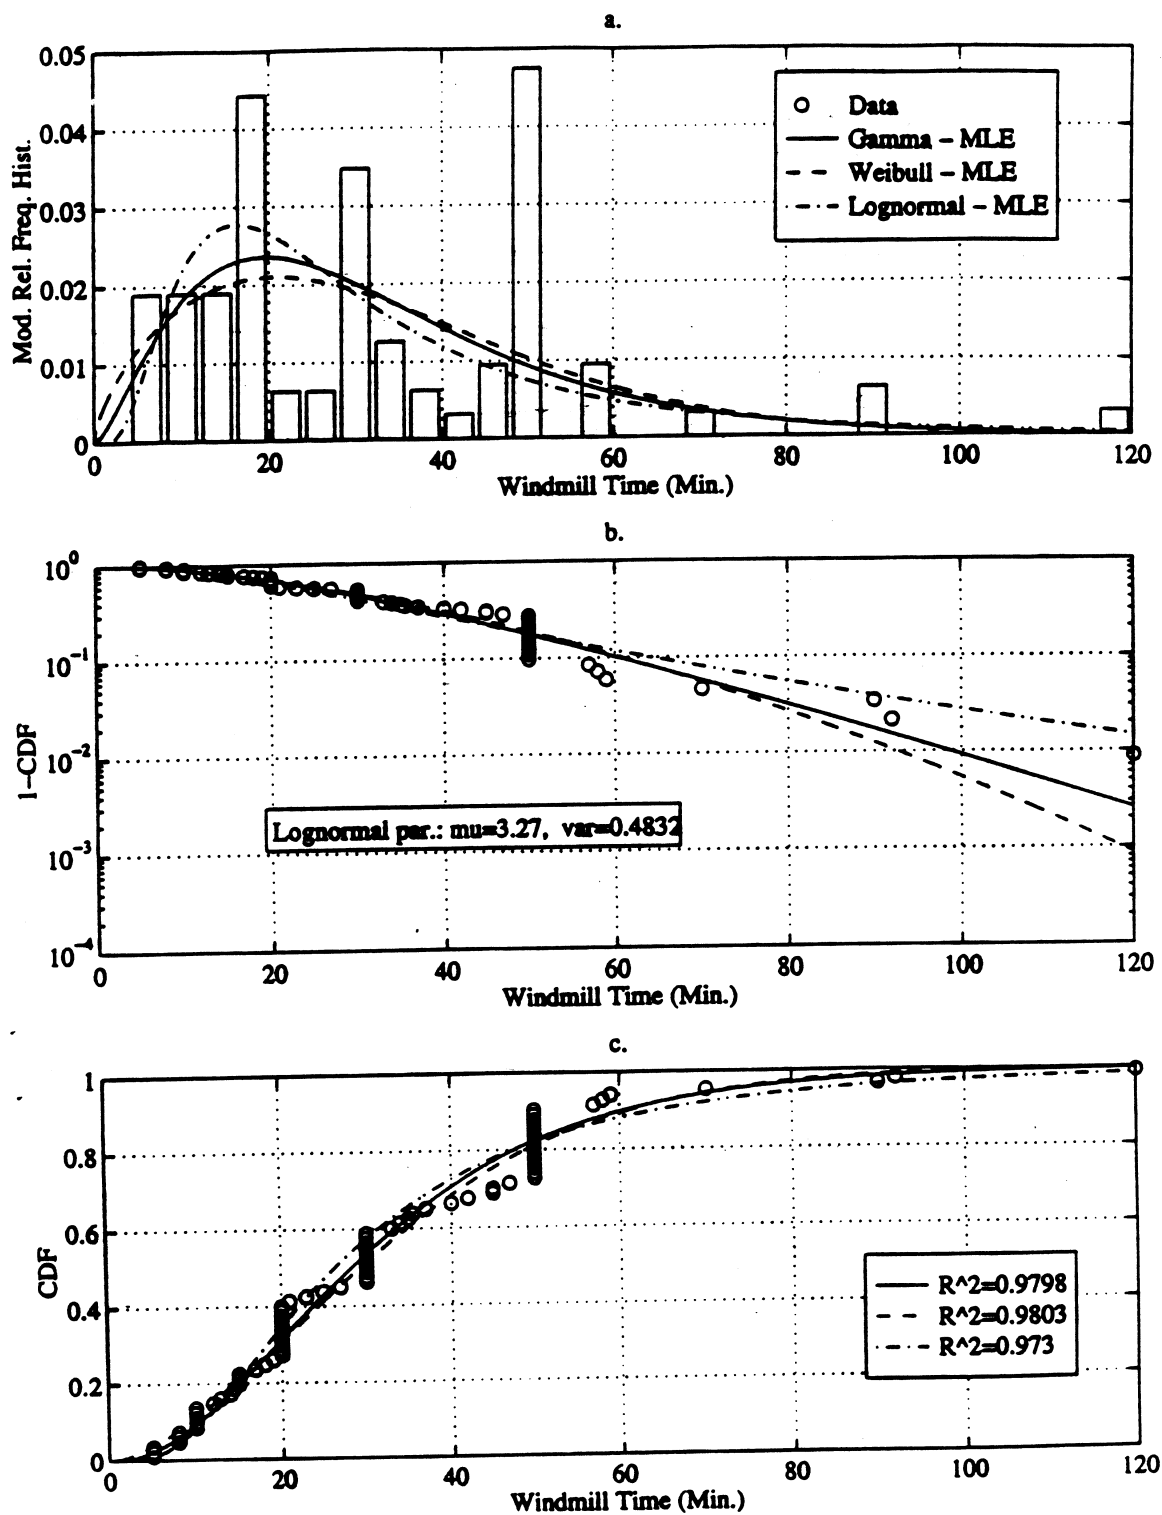 a.
Mod. Rel. Freq. Hist.
0.05
0.04
0.03
0.02
0.01
0
Data
Gamma – MLE
Weibull – MLE
Lognormal – MLE
0 20 40 60 80 100 120
Windmill Time (Min.)
b.
1–CDF
10^0
10^-1
10^-2
10^-3
10^-4
Lognormal par.: mu=3.27, var=0.4832
0 20 40 60 80 100 120
Windmill Time (Min.)
c.
CDF
1
0.8
0.6
0.4
0.2
0
R^2=0.9798
R^2=0.9803
R^2=0.973
0 20 40 60 80 100 120
Windmill Time (Min.)